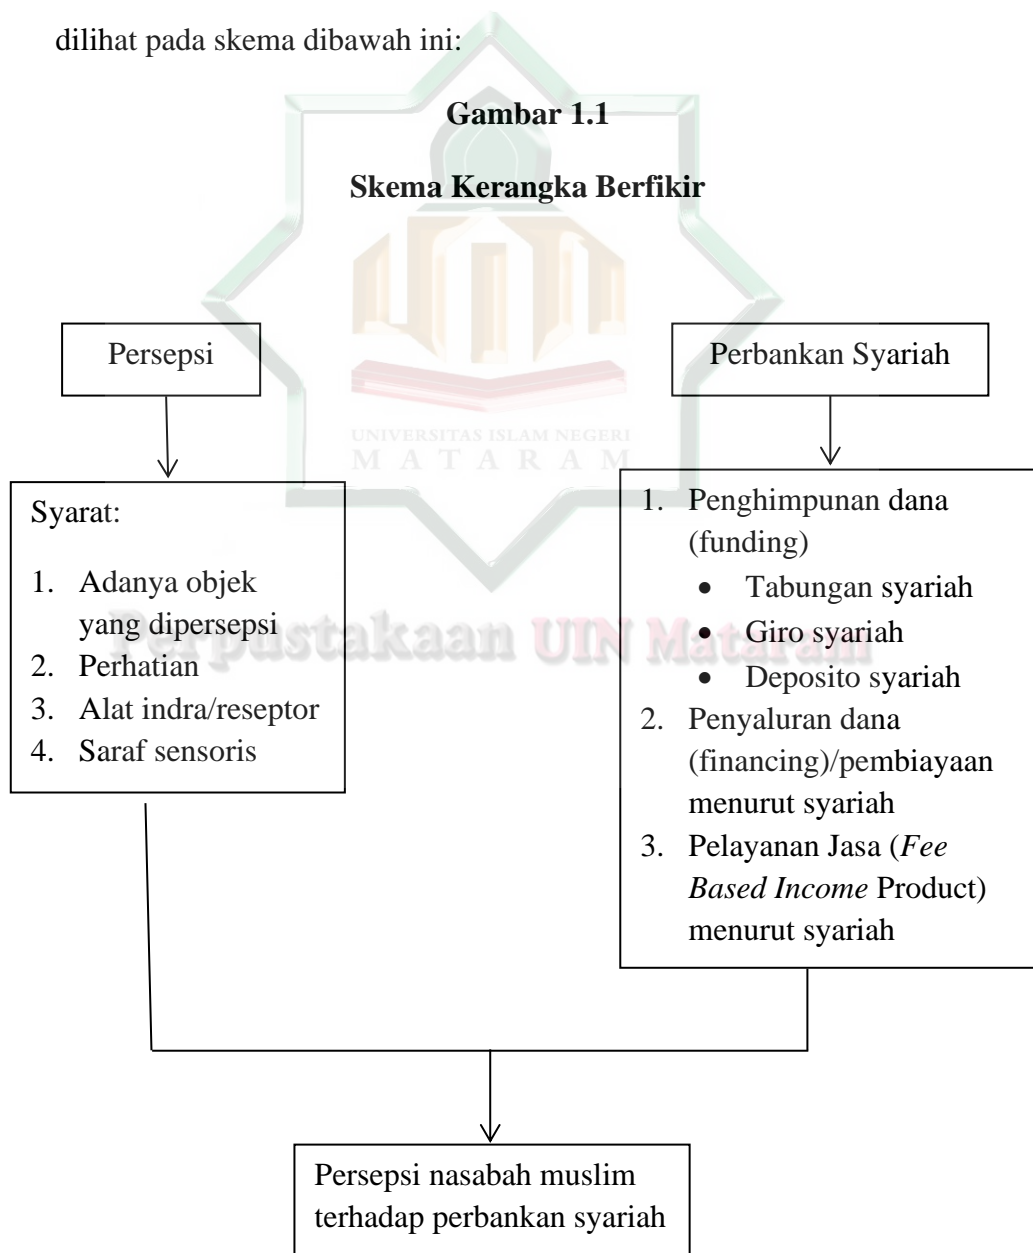 dilihat pada skema dibawah ini:
Gambar 1.1
Skema Kerangka Berfikir
Persepsi
Perbankan Syariah
UNIVERSITAS ISLAM NEGERI
MATARAM
Syarat:
1. Adanya objek
yang dipersepsi
2. Perhatian
3. Alat indra/reseptor
4. Saraf sensoris
1. Penghimpunan dana
(funding)
• Tabungan syariah
• Giro syariah
• Deposito syariah
2. Penyaluran dana
(financing)/pembiayaan
menurut syariah
3. Pelayanan Jasa (Fee
Based Income Product)
menurut syariah
Perpustakaan UIN Mataram
Persepsi nasabah muslim
terhadap perbankan syariah